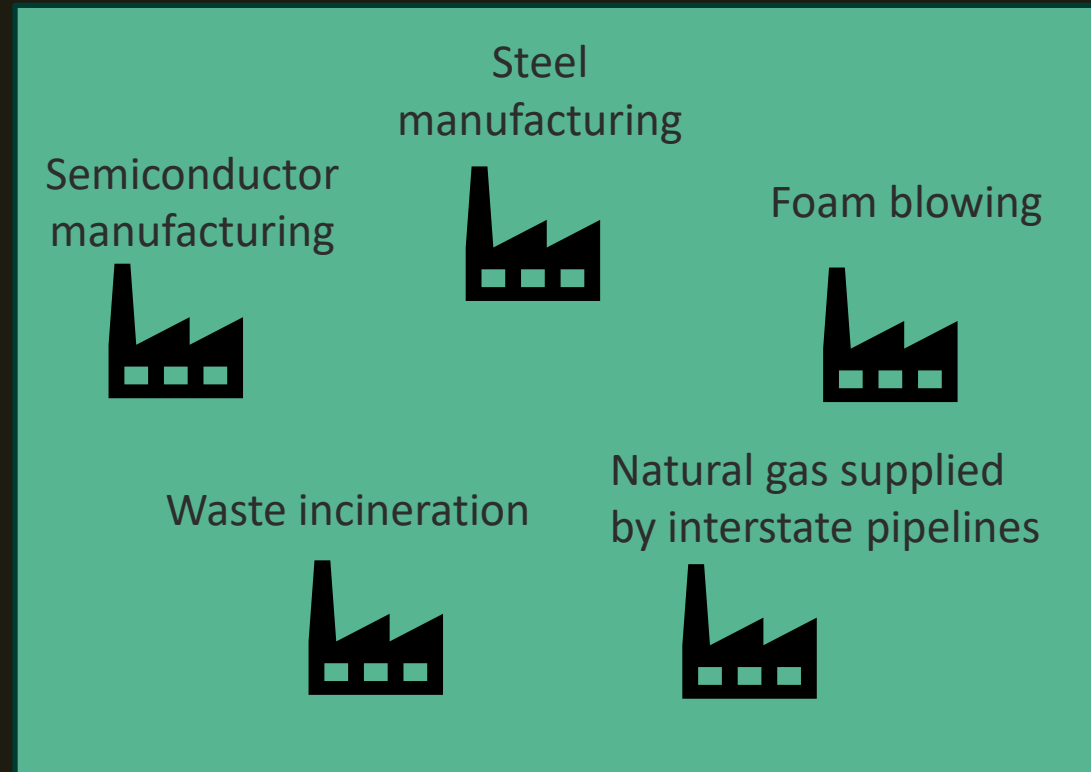 Steel
manufacturing
Semiconductor
manufacturing
Foam blowing
Waste incineration
Natural gas supplied
by interstate pipelines